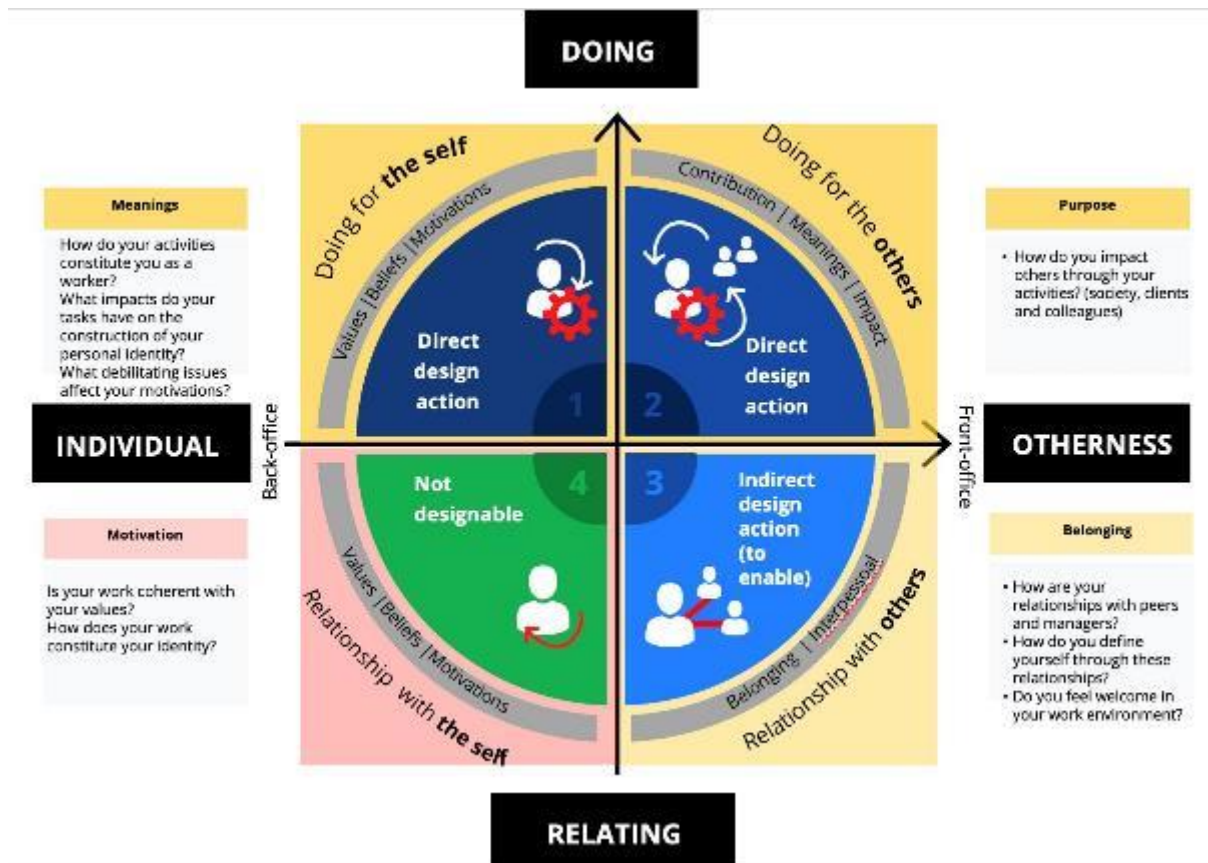 DOING
Doing for the self
Values | Beliefs | Motivations
Direct
design
action
1
Doing for the others
Contribution | Meanings | Impact
Direct
design
action
2
Meanings
How do your activities
constitute you as a
worker?
What impacts do your
tasks have on the
construction of your
personal identity?
What debilitating issues
affect your motivations?
Purpose
• How do you impact
others through your
activities? (society, clients
and colleagues)
INDIVIDUAL
Back-office
Front-office
OTHERNESS
Motivation
Is your work coherent with
your values?
How does your work
constitute your identity?
4
Not
designable
Values | Beliefs | Motivations
Relationship with the self
3
Indirect
design
action
(to
enable)
Belonging | Interpessoal
Relationship with others
Belonging
• How are your
relationships with peers
and managers?
• How do you define
yourself through these
relationships?
• Do you feel welcome in
your work environment?
RELATING